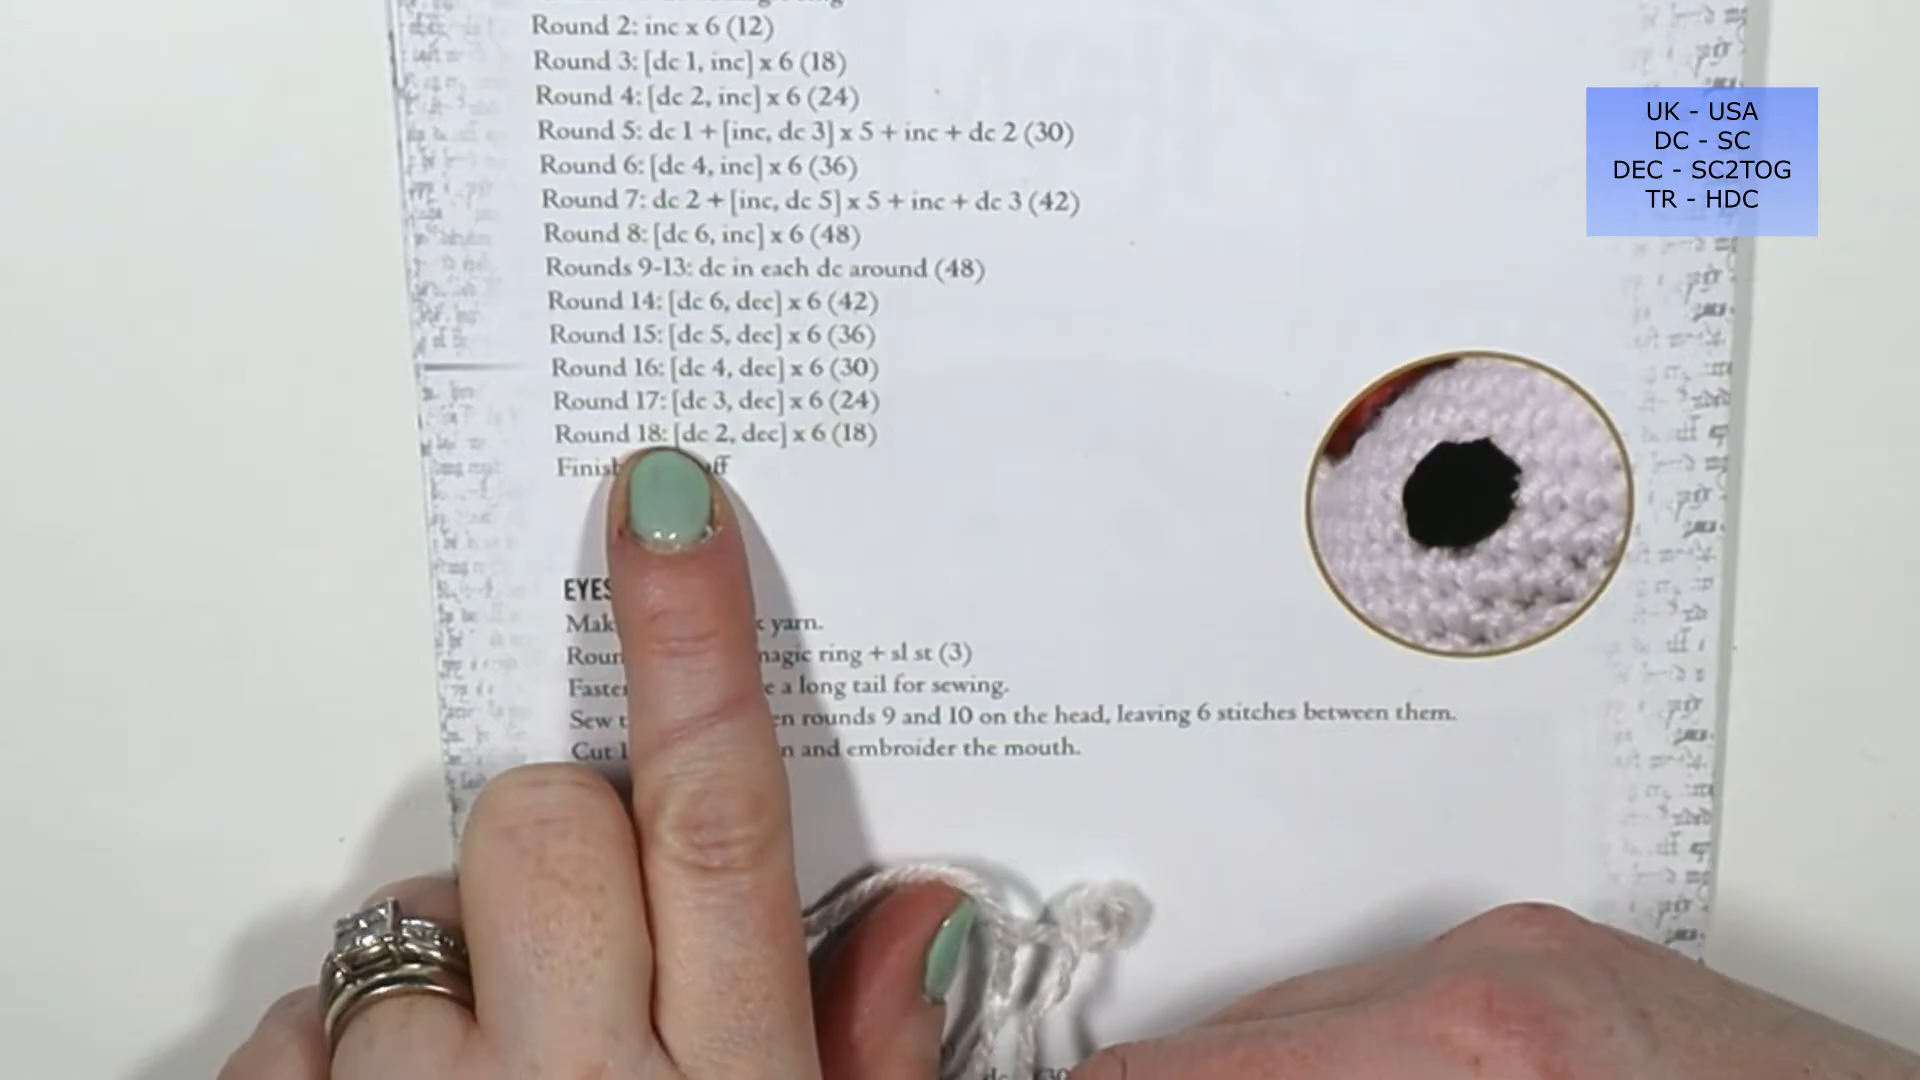 Round 2: inc x 6 (12)
Round 3: [dc 1, inc] x 6 (18)
Round 4: [dc 2, inc] x 6 (24)
Round 5: dc 1 + [inc, dc 3] x 5 + inc + dc 2 (30)
Round 6: [dc 4, inc] x 6 (36)
Round 7: dc 2 + [inc, dc 5] x 5 + inc + dc 3 (42)
Round 8: [dc 6, inc] x 6 (48)
Rounds 9-13: dc in each dc around (48)
Round 14: [dc 6, dec] x 6 (42)
Round 15: [dc 5, dec] x 6 (36)
Round 16: [dc 4, dec] x 6 (30)
Round 17: [dc 3, dec] x 6 (24)
Round 18: [dc 2, dec] x 6 (18)
UK - USA
DC - SC
DEC - SC2TOG
TR - HDC
EYES
yarn.
magic ring + sl st (3)
a long tail for sewing.
Sew rounds 9 and 10 on the head, leaving 6 stitches between them.
Cut and embroider the mouth.